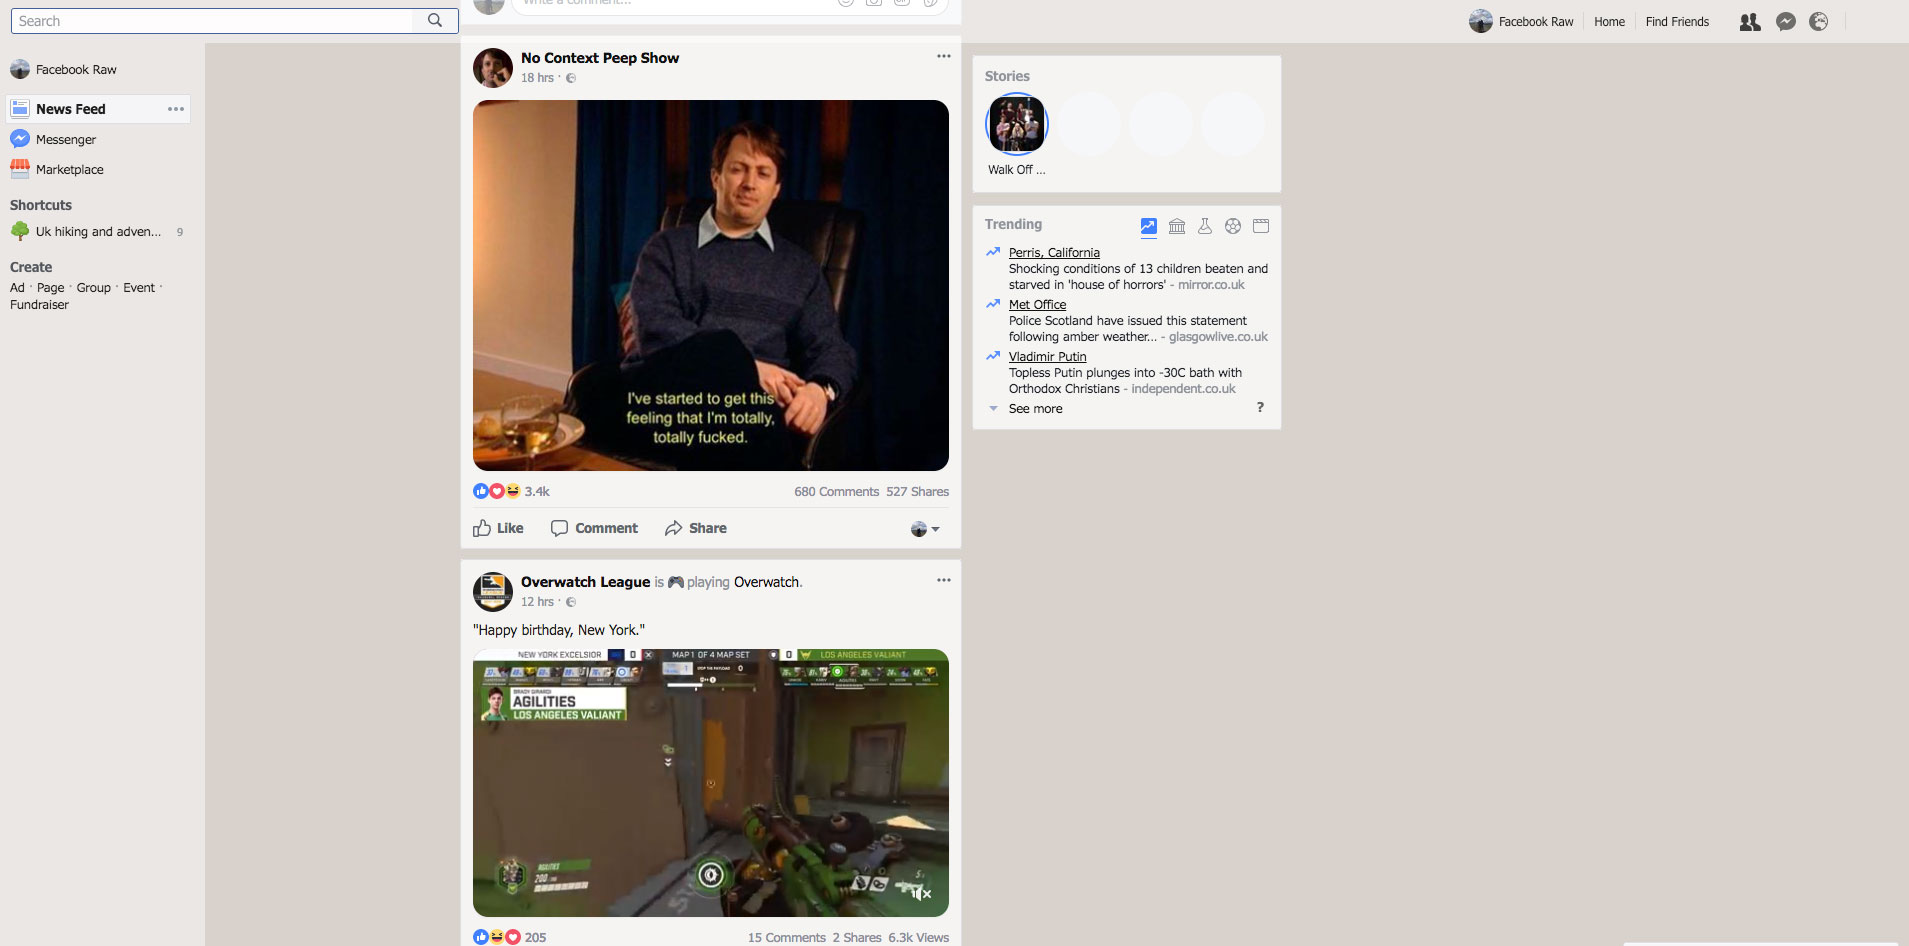 Search
Write a comment...
Facebook Raw
Home
Find Friends
Facebook Raw
News Feed
Messenger
Marketplace
Shortcuts
Uk hiking and adven...
9
Create
Ad · Page · Group · Event ·
Fundraiser
No Context Peep Show
18 hrs ·
I've started to get this
feeling that I'm totally,
totally fucked.
3.4k
680 Comments 527 Shares
Like
Comment
Share
Overwatch League is playing Overwatch.
12 hrs ·
"Happy birthday, New York."
NEW YORK EXCELSIOR 0
MAP 1 OF 4 MAP SET
0 LOS ANGELES VALIANT
STOP THE PAYLOAD
BRADY GIRARDI
AGILITIES
LOS ANGELES VALIANT
AGILITIES
200
205
15 Comments 2 Shares 6.3k Views
Stories
Walk Off ...
Trending
Perris, California
Shocking conditions of 13 children beaten and
starved in 'house of horrors' - mirror.co.uk
Met Office
Police Scotland have issued this statement
following amber weather... - glasgowlive.co.uk
Vladimir Putin
Topless Putin plunges into -30C bath with
Orthodox Christians - independent.co.uk
See more
?